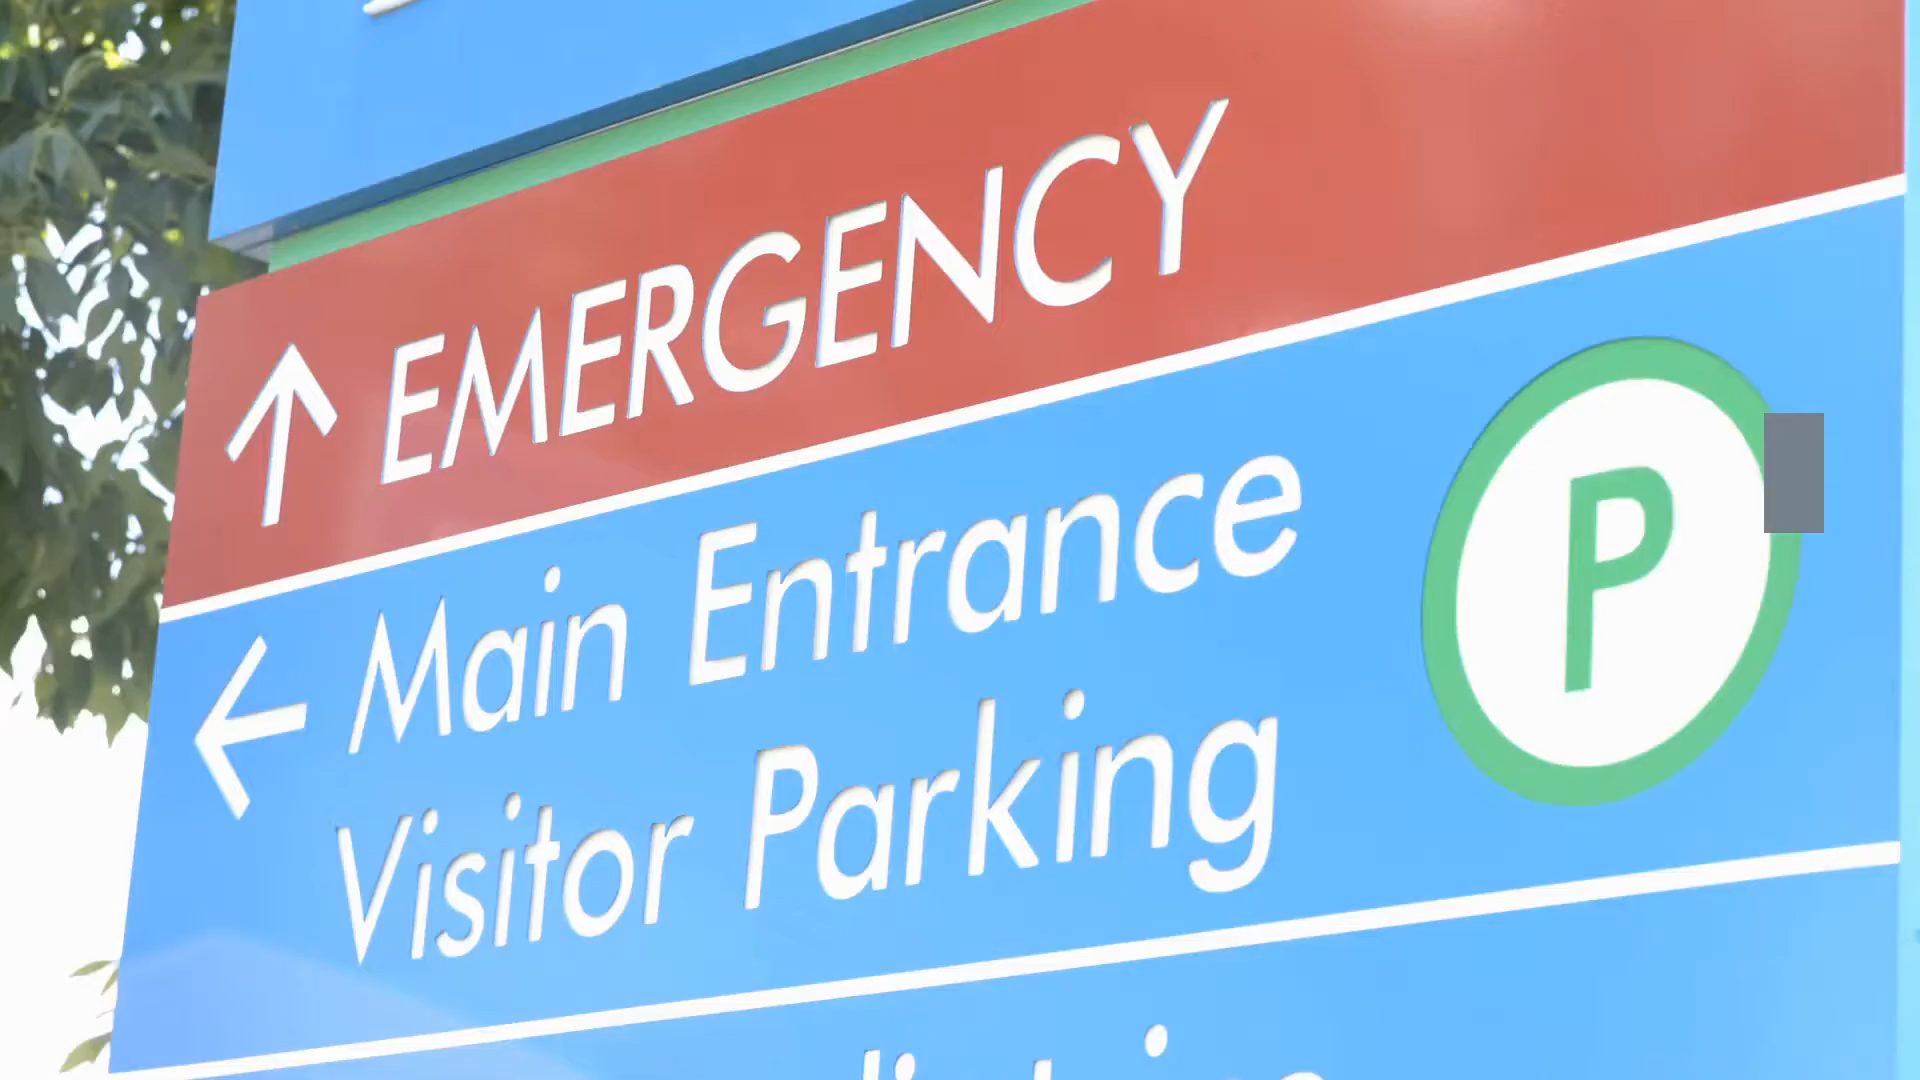 ↑ EMERGENCY
← Main Entrance
Visitor Parking
P